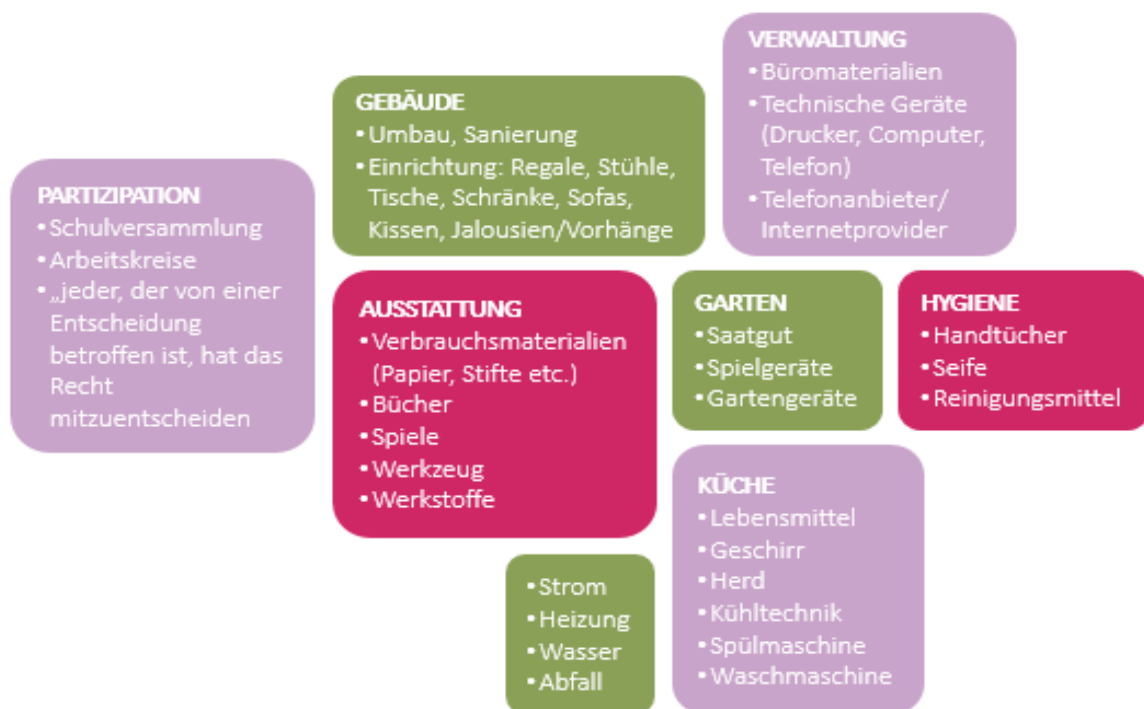 PARTIZIPATION
• Schulversammlung
• Arbeitskreise
• „jeder, der von einer
Entscheidung
betroffen ist, hat das
Recht
mitzuentscheiden
GEBÄUDE
• Umbau, Sanierung
• Einrichtung: Regale, Stühle,
Tische, Schränke, Sofas,
Kissen, Jalousien/Vorhänge
VERWALTUNG
• Büromaterialien
• Technische Geräte
(Drucker, Computer,
Telefon)
• Telefonanbieter/
Internetprovider
AUSSTATTUNG
• Verbrauchsmaterialien
(Papier, Stifte etc.)
• Bücher
• Spiele
• Werkzeug
• Werkstoffe
GARTEN
• Saatgut
• Spielgeräte
• Gartengeräte
HYGIENE
• Handtücher
• Seife
• Reinigungsmittel
• Strom
• Heizung
• Wasser
• Abfall
KÜCHE
• Lebensmittel
• Geschirr
• Herd
• Kühltechnik
• Spülmaschine
• Waschmaschine